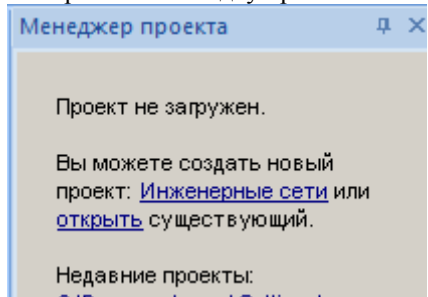 Менеджер проекта
Проект не загружен.
Вы можете создать новый
проект: Инженерные сети или
открыть существующий.
Недавние проекты: